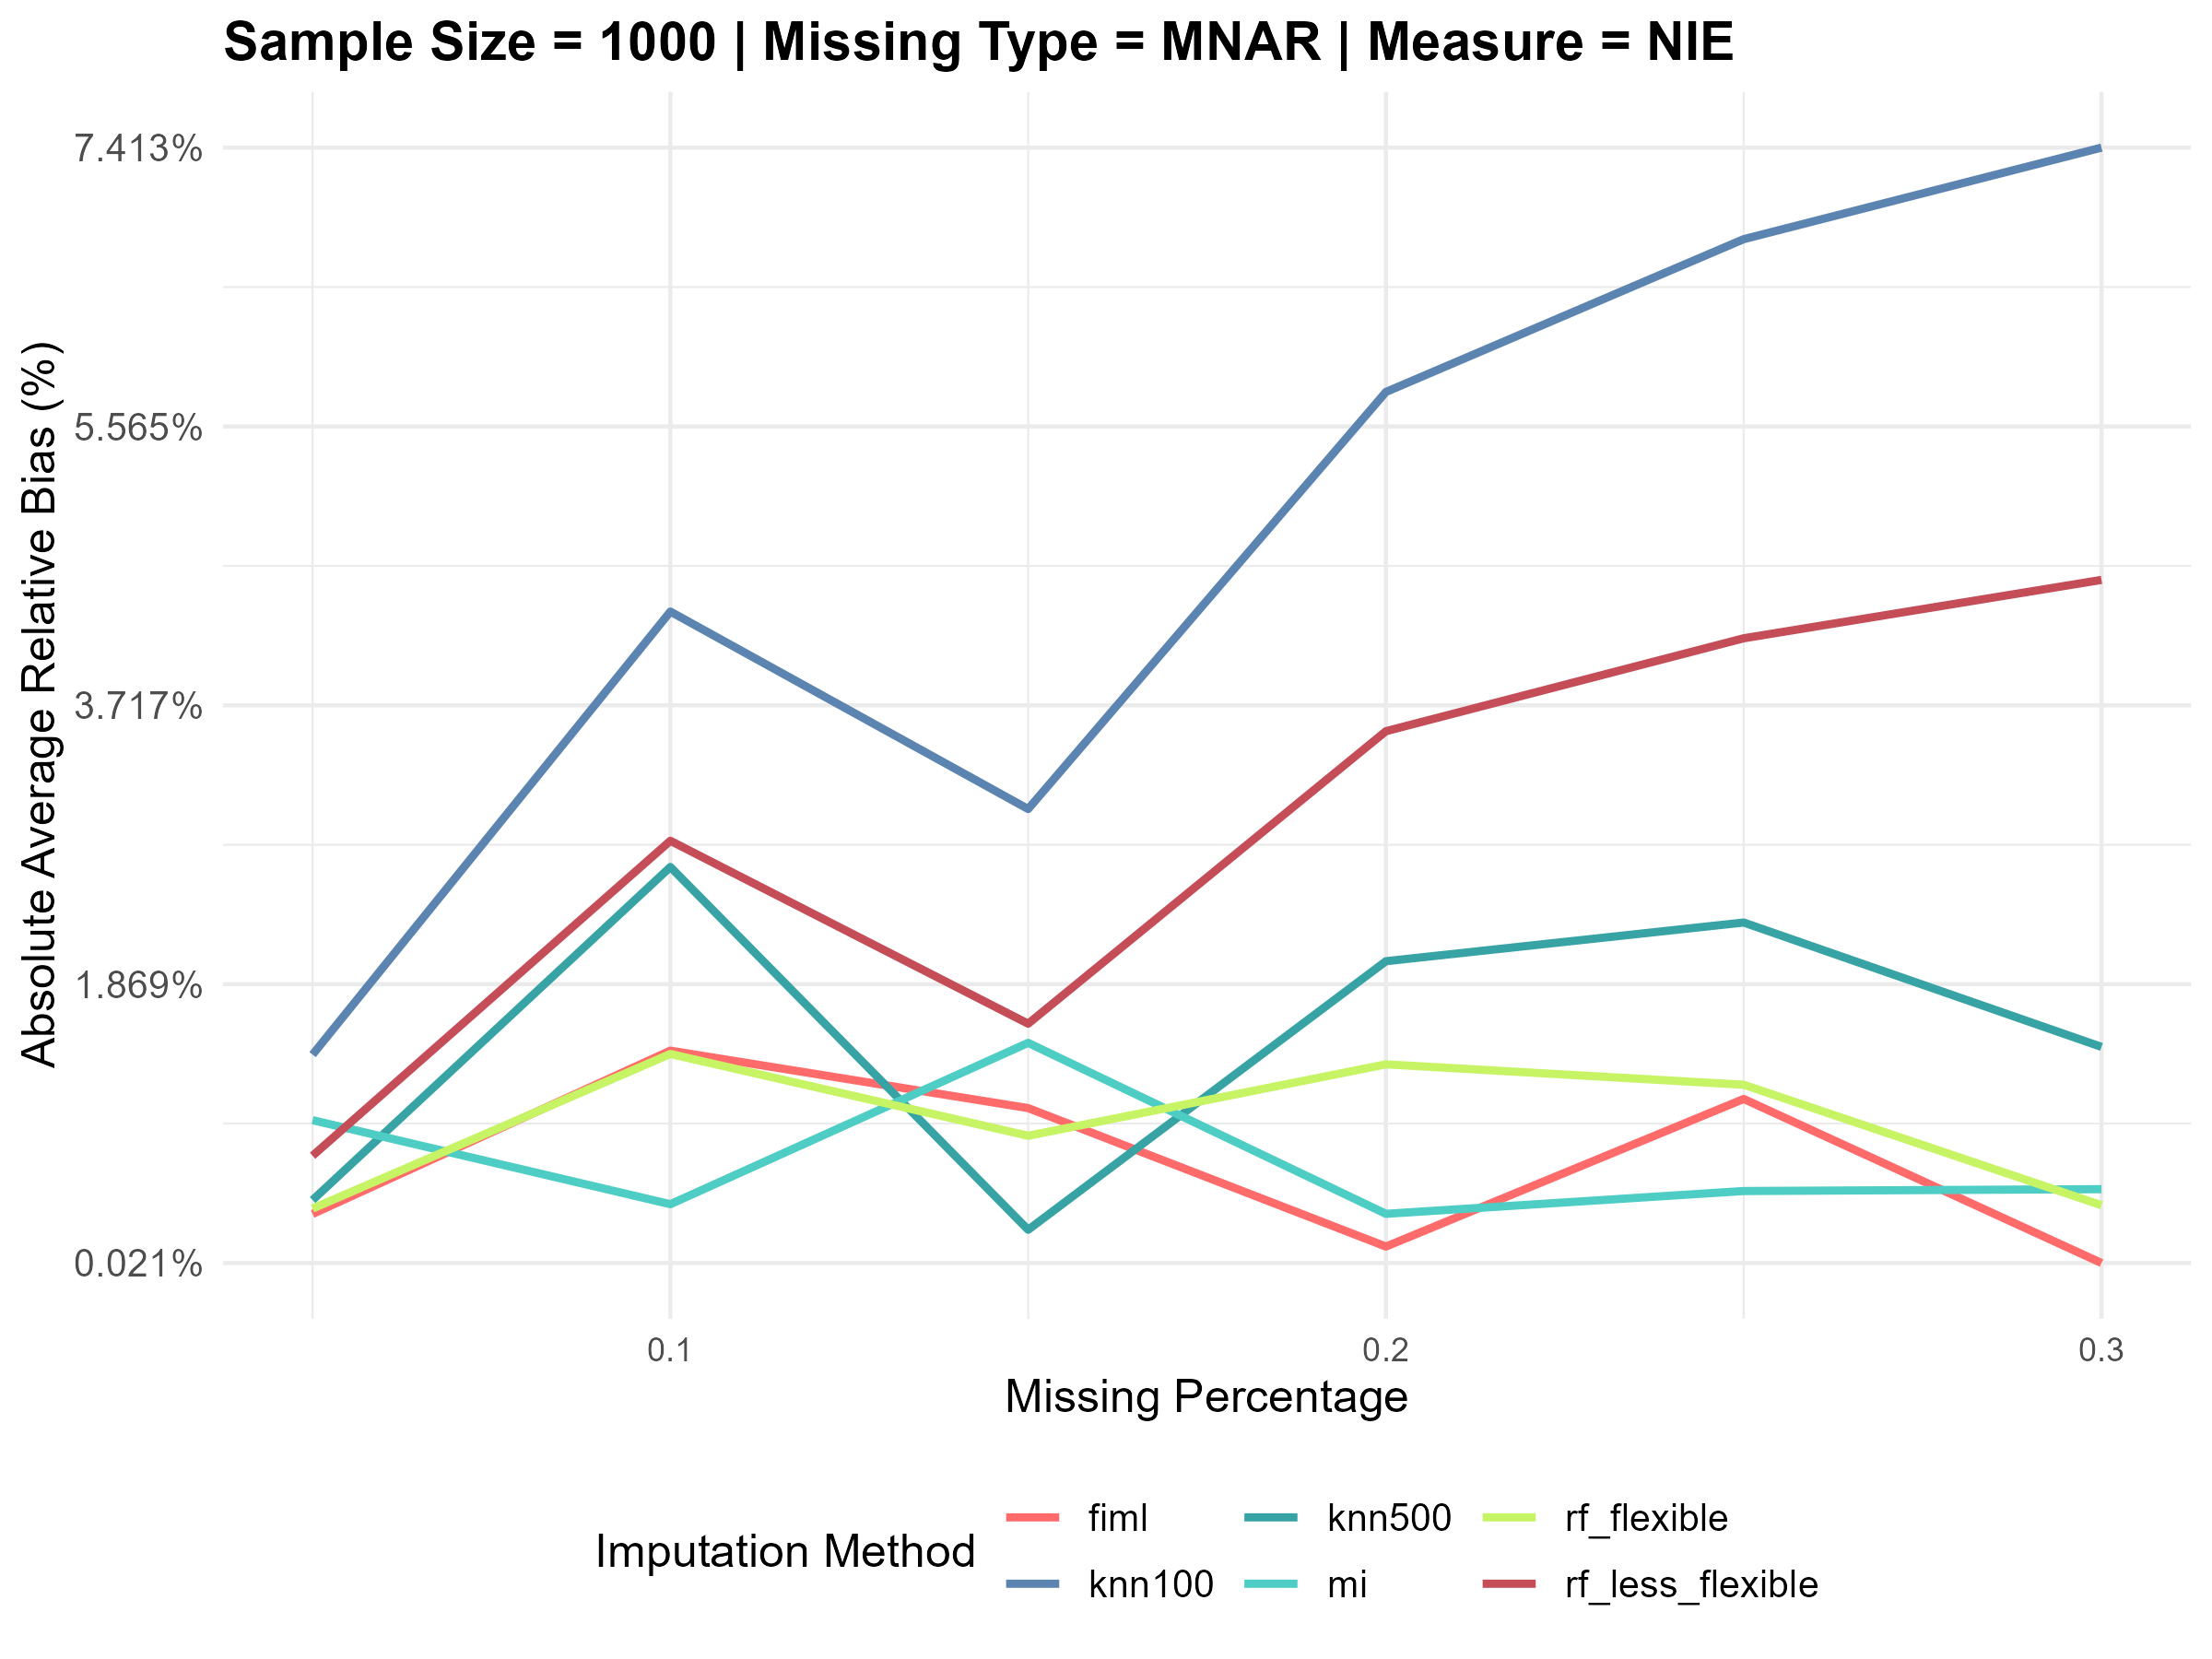 Sample Size = 1000 | Missing Type = MNAR | Measure = NIE
Absolute Average Relative Bias (%)
7.413%
5.565%
3.717%
1.869%
0.021%
0.1
0.2
0.3
Missing Percentage
Imputation Method
fiml
knn500
rf_flexible
knn100
mi
rf_less_flexible